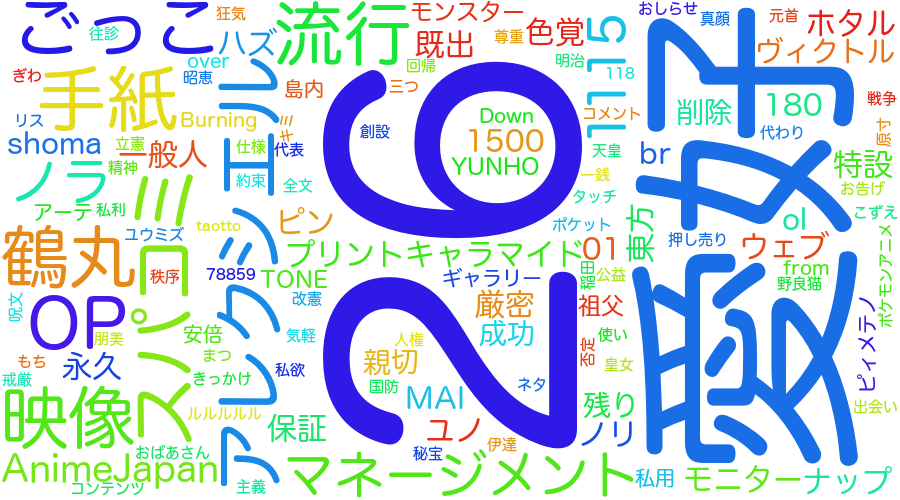 ごっこ
往診
狂気
ハズ
over
流行
モンスター
既出
尊重
色覚
1115
おしらせ
真顔
元首
ホタル
ヴィクトル
明治
118
回帰
三つ
コメント
削除
180
戦争
手紙
ぎわ
昭恵
島内
リス
shoma
立憲
Burning
ミキ
創設
Down
1500
YUNHO
天皇
代わり
原寸
一般人
仕様
代表
精神
約束
全文
一銭
br
特設
お告げ
ノラ
アーテ
私利
タッチ
ol
こずえ
ユウミズ
taotto
ピン
ポケット
東方
押し売り
ウェブ
鶴丸
秩序
78859
TONE
プリントキャラマイド
01
from
野良猫
ポケモンアニメ
ギャラリー
稲田
公益
呪文
OP
改憲
厳密
祖父
安倍
気軽
成功
使い
朋美
人権
永久
まつ
私欲
親切
否定
皇女
もち
戒厳
きっかけ
国防
ネタ
ピィメテノ
MAI
残り
出会い
映像
ルルルルル
保証
ユノ
ノリ
伊達
おばあさん
秘宝
AnimeJapan
コンテンツ
主義
マネージメント
私用
モニターナップ
スパコミ
アレクシエル
26
愛好